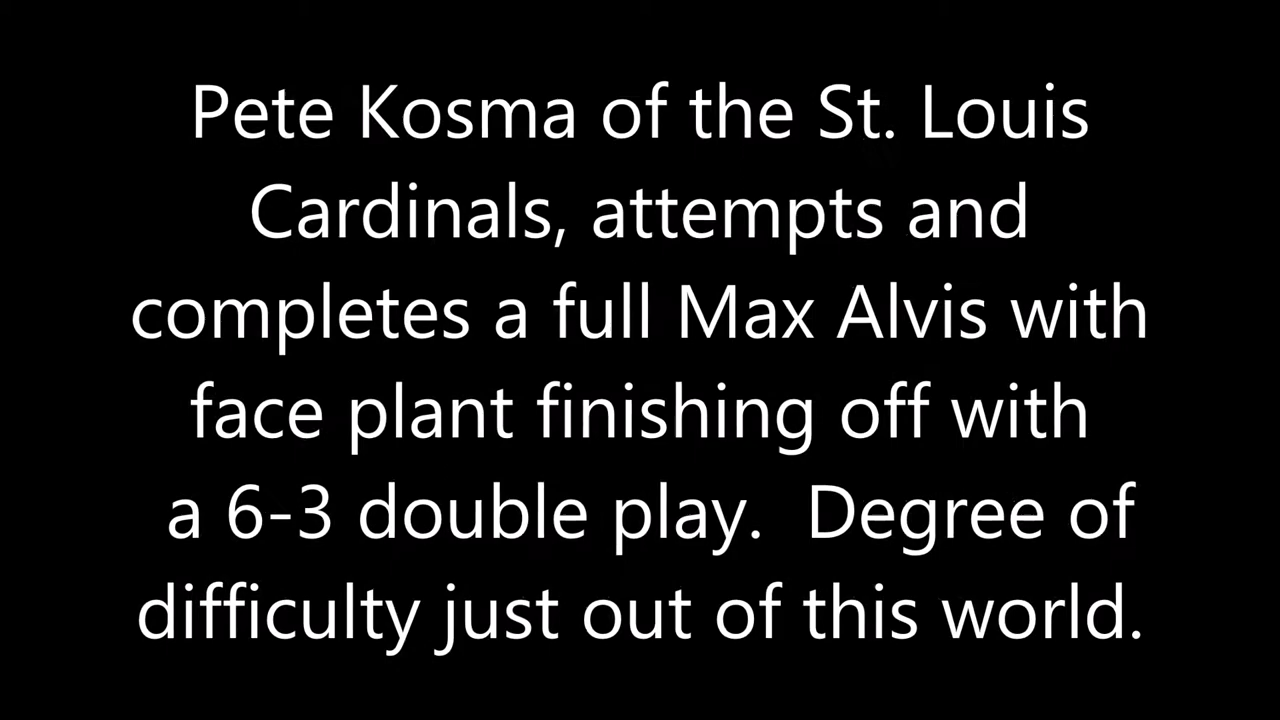 Pete Kosma of the St. Louis
Cardinals, attempts and
completes a full Max Alvis with
face plant finishing off with
a 6-3 double play.  Degree of
difficulty just out of this world.